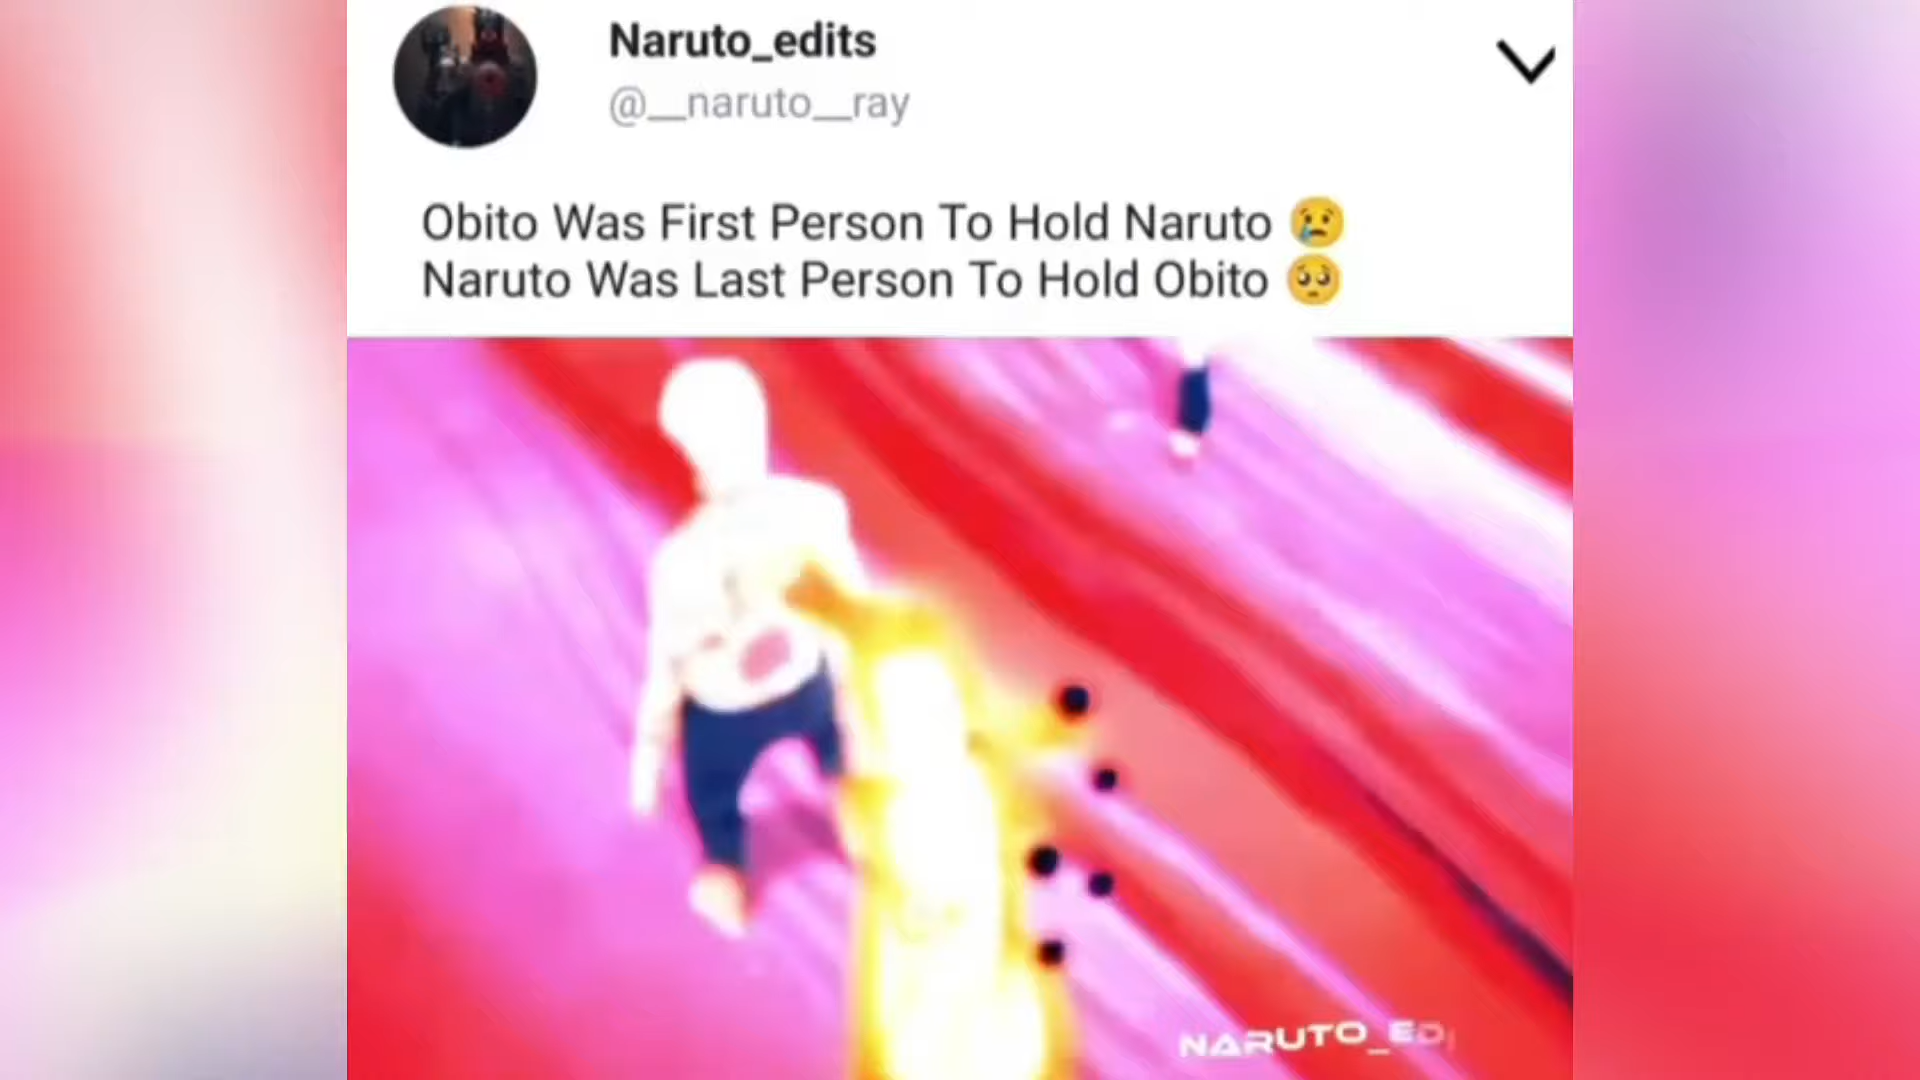 Naruto_edits
@__naruto__ray
Obito Was First Person To Hold Naruto 😢
Naruto Was Last Person To Hold Obito 🥺
NARUTO_ED